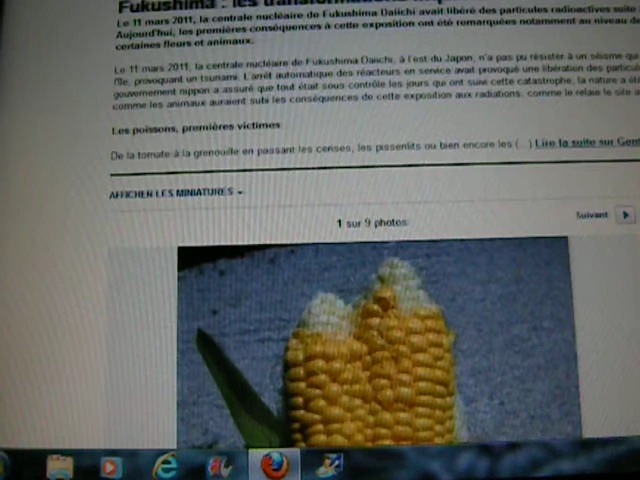 Fukushima : les transformations
Le 11 mars 2011, la centrale nucléaire de Fukushima Daiichi avait libéré des particules radioactives suite
Aujourd'hui, les premières conséquences à cette exposition ont été remarquées notamment au niveau de
certaines fleurs et animaux.
Le 11 mars 2011, la centrale nucléaire de Fukushima Daiichi, à l'est du Japon, n'a pas pu résister à un séisme qui
l'île, provoquant un tsunami. L'arrêt automatique des réacteurs en service avait provoqué une libération des particul
gouvernement nippon a assuré que tout était sous contrôle les jours qui ont suivi cette catastrophe, la nature a ét
comme les animaux auraient subi les conséquences de cette exposition aux radiations, comme le relaie le site a
Les poissons, premières victimes
De la tomate à la grenouille en passant les cerises, les pissenlits ou bien encore les (...) Lire la suite sur Gent
AFFICHER LES MINIATURES
1 sur 9 photos
Suivant